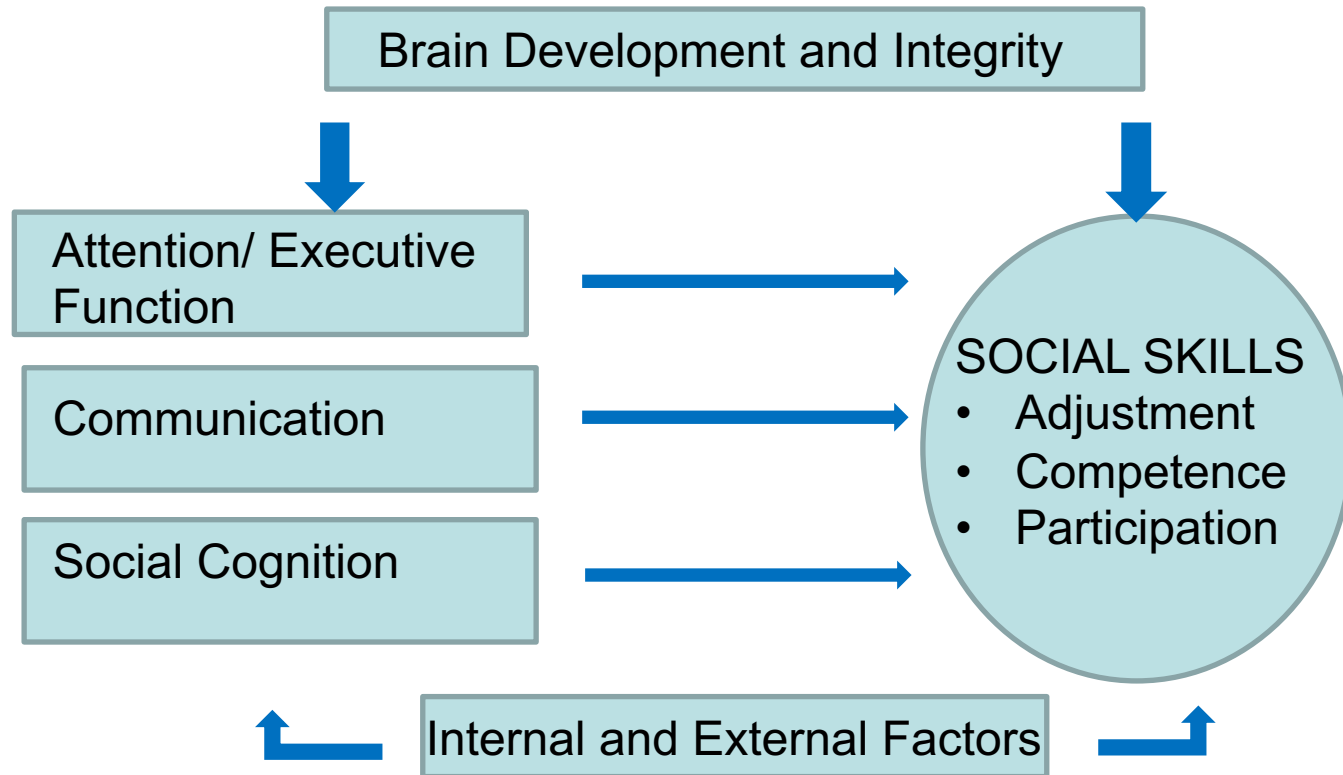 Brain Development and Integrity
Attention/ Executive
Function
Communication
Social Cognition
SOCIAL SKILLS
• Adjustment
• Competence
• Participation
Internal and External Factors